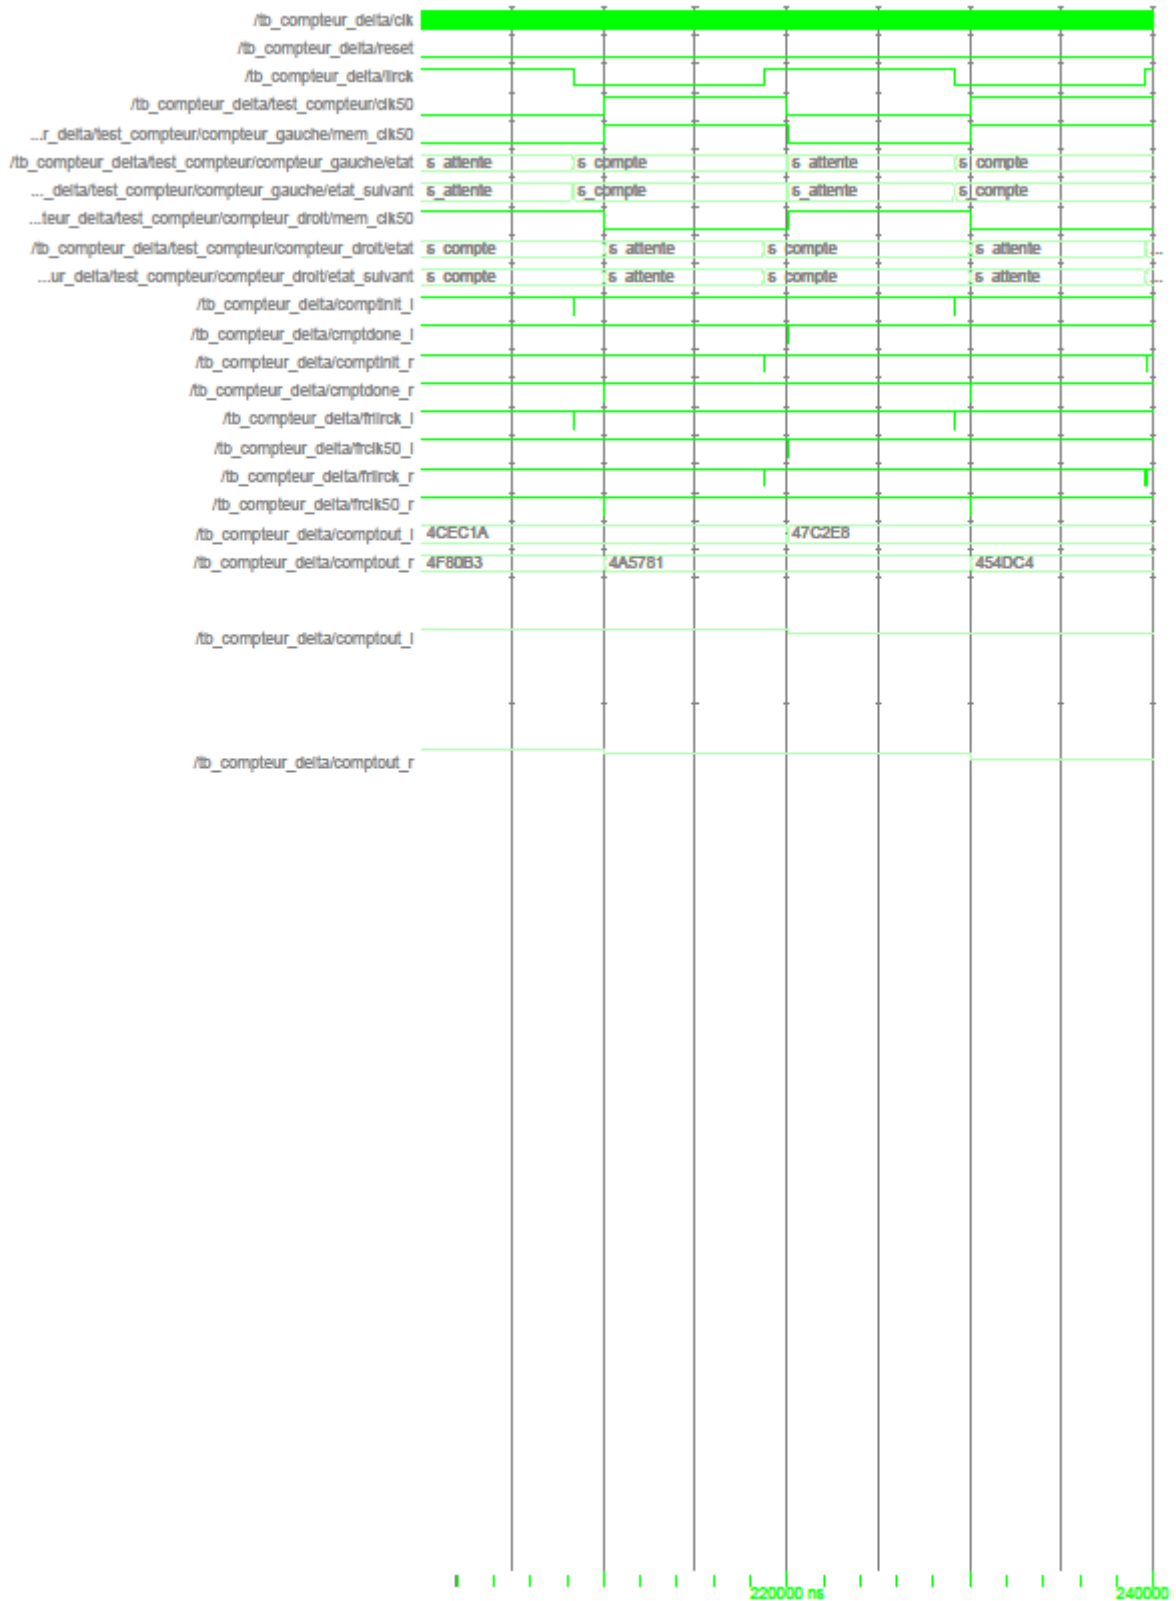 /tb_compteur_delta/clk
/tb_compteur_delta/reset
/tb_compteur_delta/lrck
/tb_compteur_delta/test_compteur/clk50
...r_delta/test_compteur/compteur_gauche/mem_clk50
/tb_compteur_delta/test_compteur/compteur_gauche/etat s_attente s_compte s_attente s_compte
..._delta/test_compteur/compteur_gauche/etat_suivant s_attente s_compte s_attente s_compte
...teur_delta/test_compteur/compteur_droit/mem_clk50
/tb_compteur_delta/test_compteur/compteur_droit/etat s_compte s_attente s_compte s_attente ...
...ur_delta/test_compteur/compteur_droit/etat_suivant s_compte s_attente s_compte s_attente ...
/tb_compteur_delta/comptinit_l
/tb_compteur_delta/cmptdone_l
/tb_compteur_delta/comptinit_r
/tb_compteur_delta/cmptdone_r
/tb_compteur_delta/frlrck_l
/tb_compteur_delta/frclk50_l
/tb_compteur_delta/frlrck_r
/tb_compteur_delta/frclk50_r
/tb_compteur_delta/comptout_l 4CEC1A 47C2E8
/tb_compteur_delta/comptout_r 4F80B3 4A5781 454DC4
/tb_compteur_delta/comptout_l
/tb_compteur_delta/comptout_r
220000 ns 240000